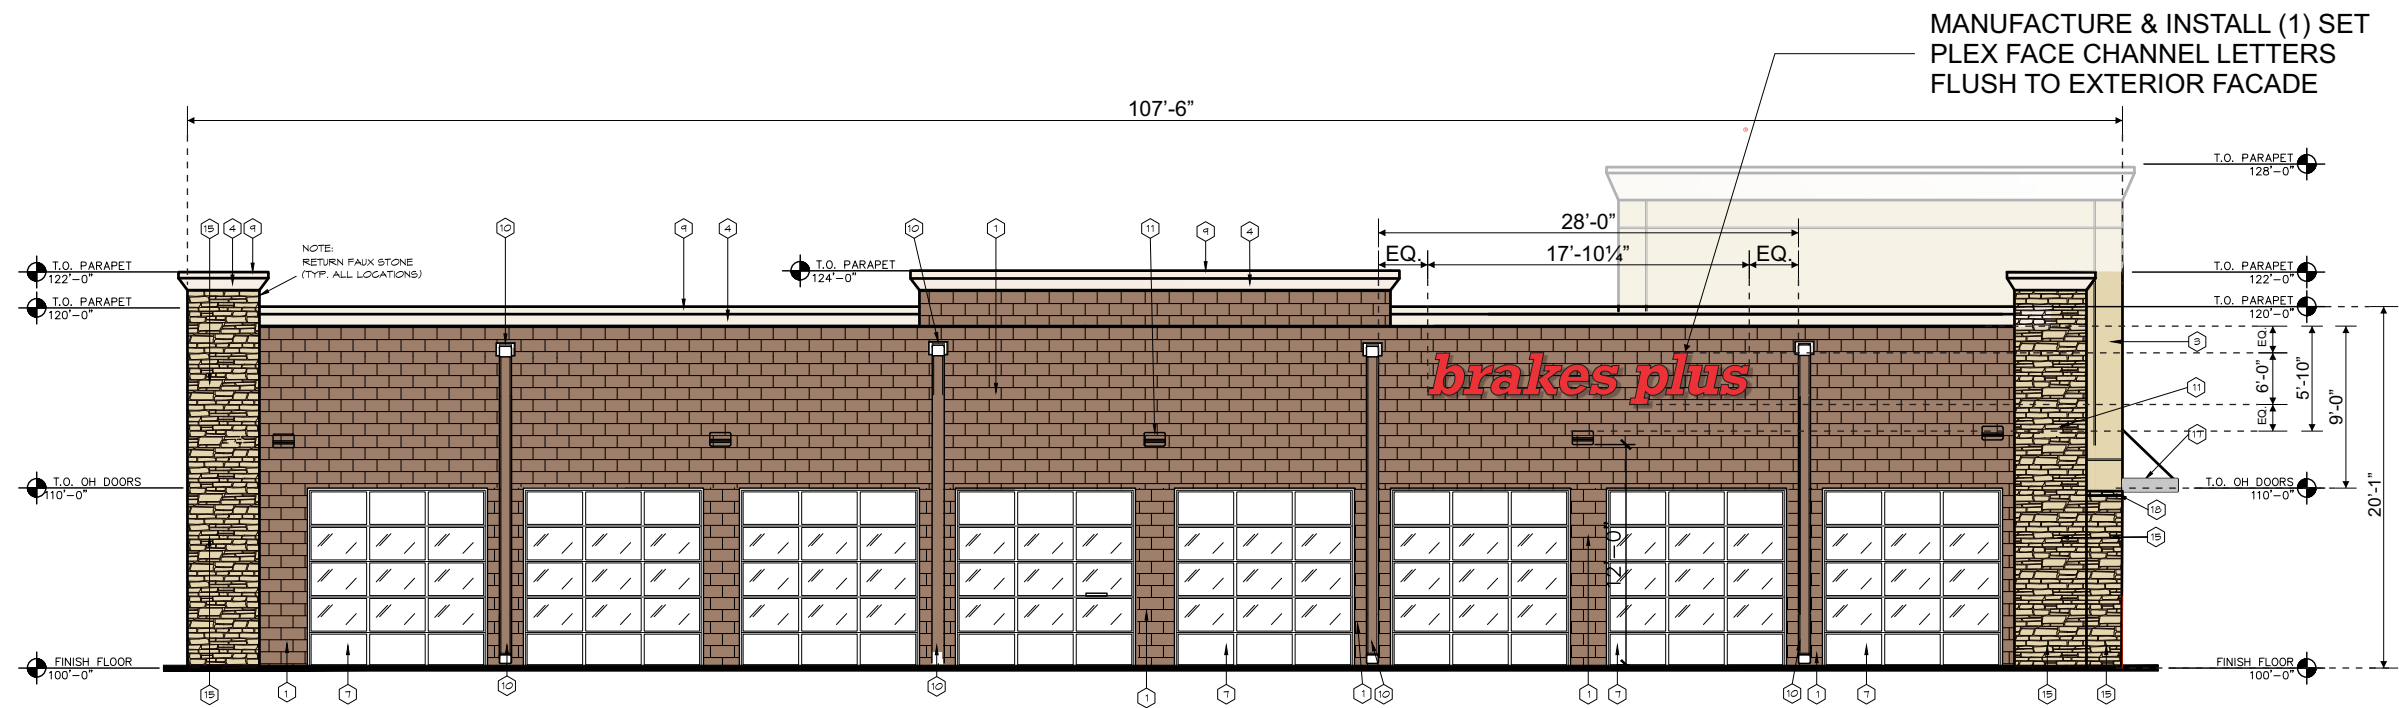 MANUFACTURE & INSTALL (1) SET
PLEX FACE CHANNEL LETTERS
FLUSH TO EXTERIOR FACADE
107'-6"
T.O. PARAPET
128'-0"
28'-0"
EQ.
17'-10¼"
EQ.
15
4
9
10
9
4
10
1
11
9
4
NOTE:
RETURN FAUX STONE
(TYP. ALL LOCATIONS)
T.O. PARAPET
122'-0"
T.O. PARAPET
124'-0"
T.O. PARAPET
122'-0"
T.O. PARAPET
120'-0"
T.O. PARAPET
120'-0"
brakes plus
EQ.
6'-0"
EQ.
5'-10"
9'-0"
20'-1"
3
11
17
T.O. OH DOORS
110'-0"
T.O. OH DOORS
110'-0"
18
15
12'-0"
FINISH FLOOR
100'-0"
FINISH FLOOR
100'-0"
15
1
7
10
10
1
7
1
10
1
7
10
1
7
15
15